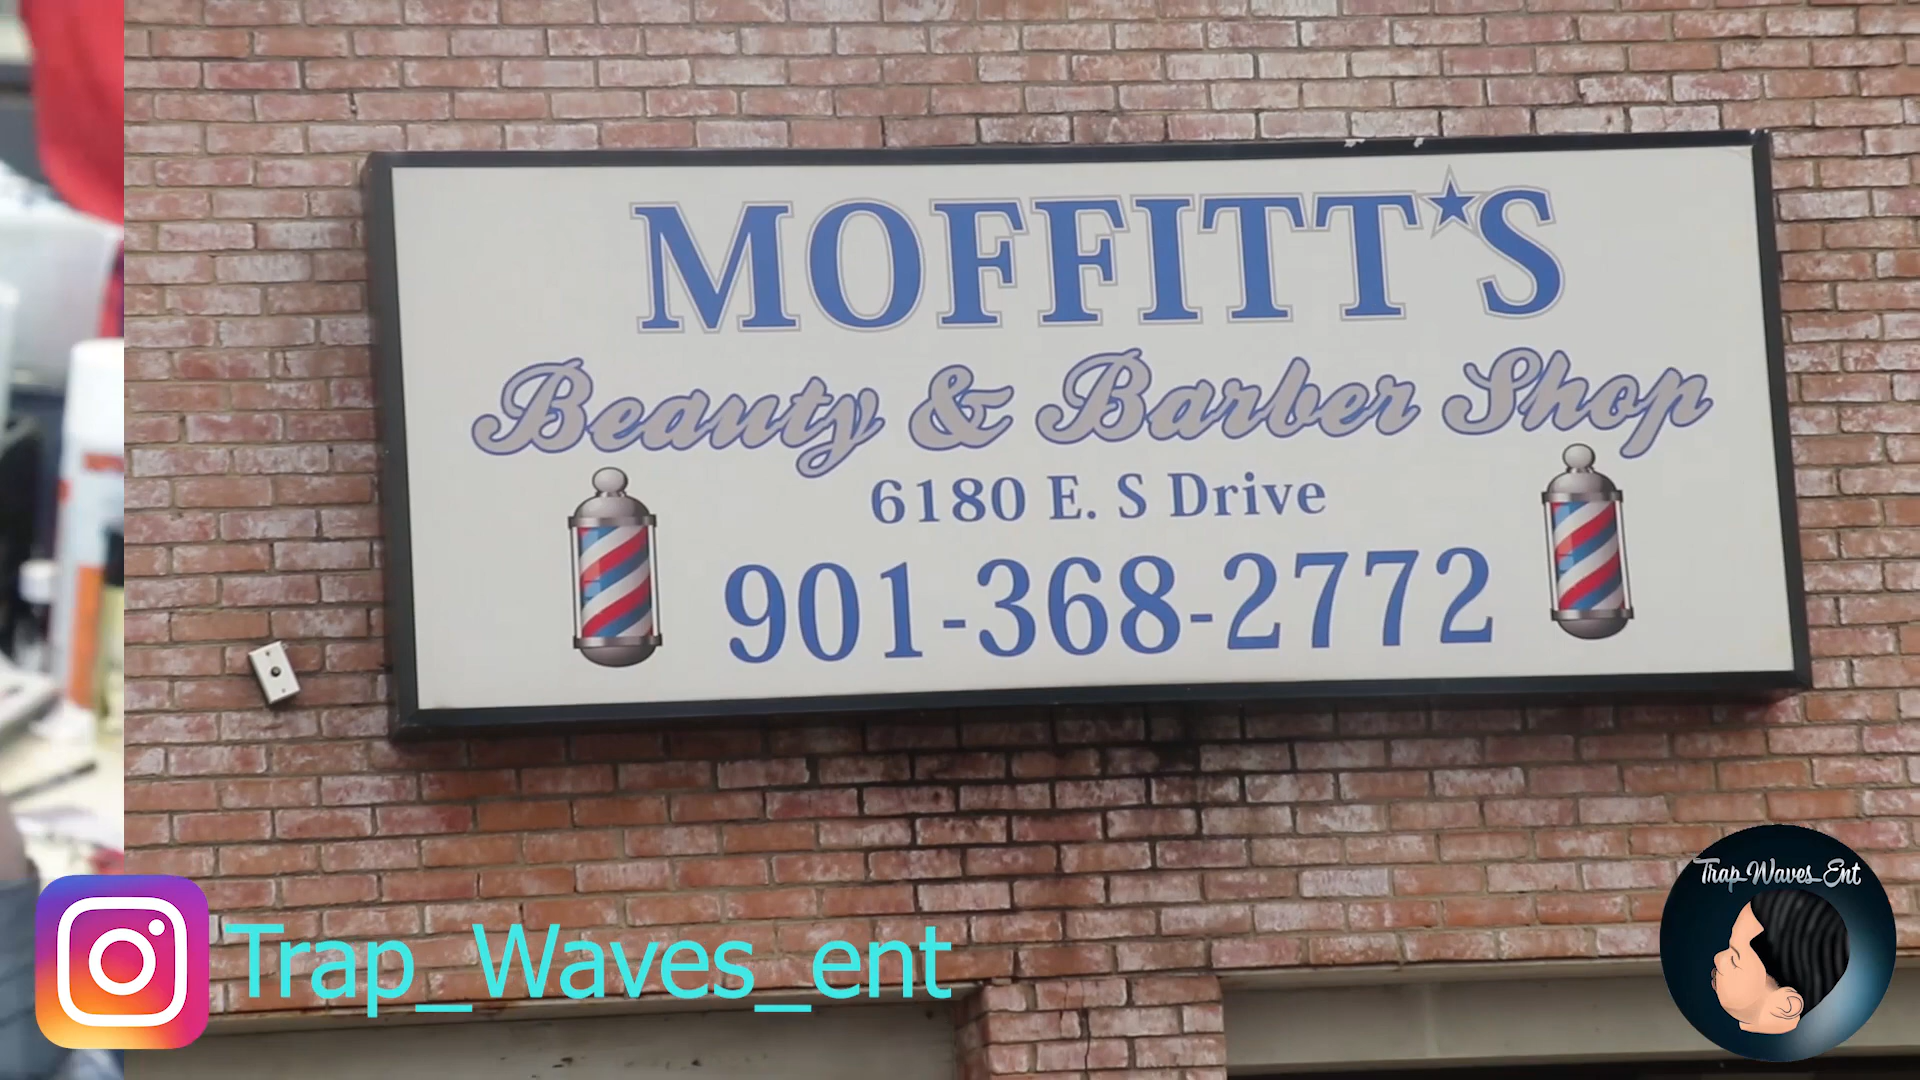 MOFFITT'S
Beauty & Barber Shop
6180 E. S Drive
901-368-2772
Trap_Waves_Ent
Trap_Waves_ent